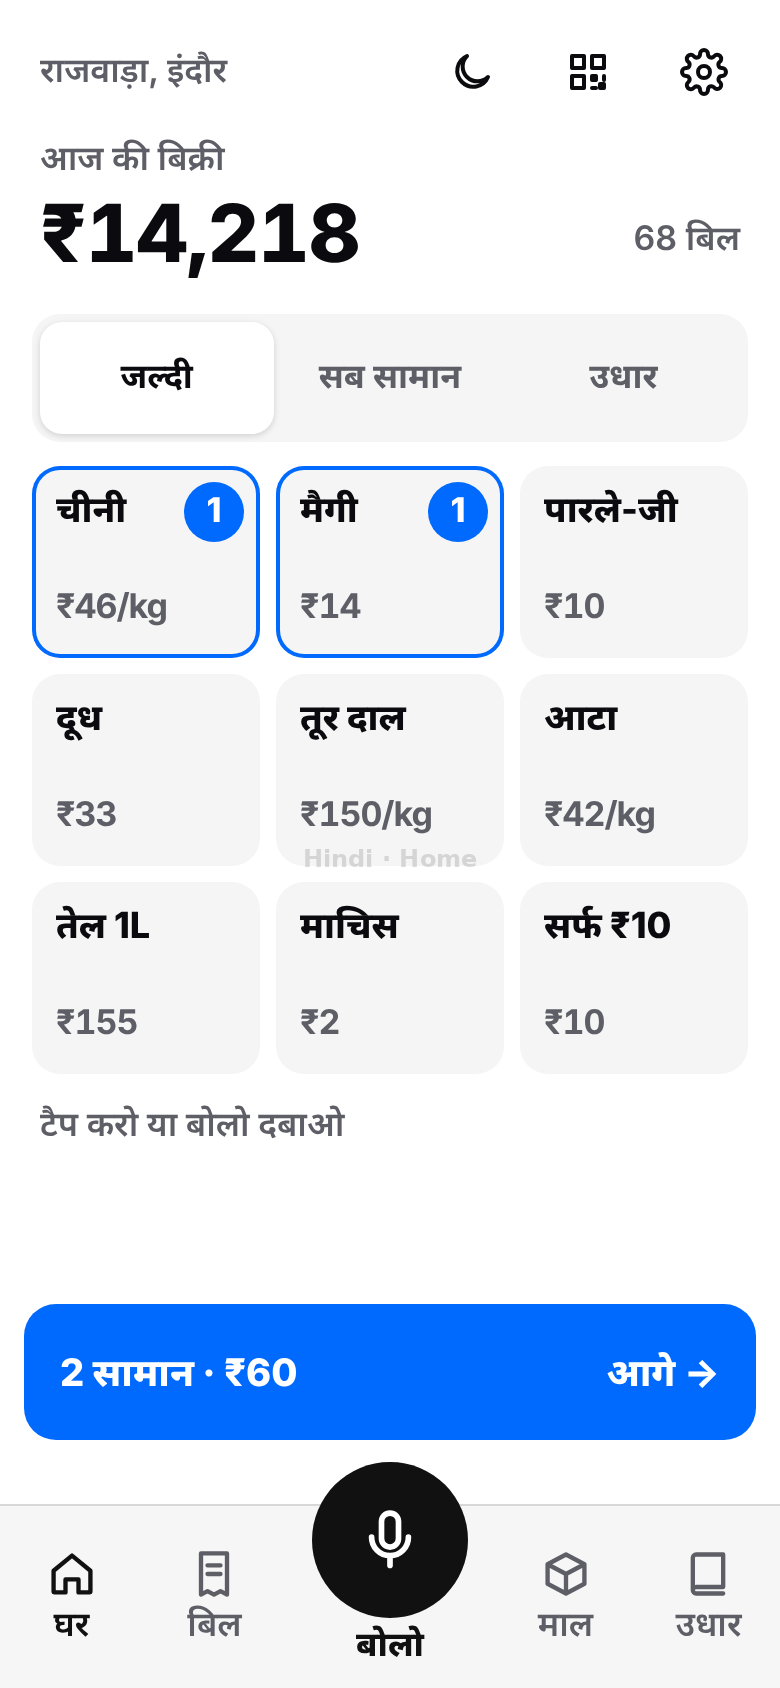 राजवाड़ा, इंदौर
आज की बिक्री
₹14,218
68 बिल
जल्दी
सब सामान
उधार
चीनी
1
₹46/kg
मैगी
1
₹14
पारले-जी
₹10
दूध
₹33
तूर दाल
₹150/kg
आटा
₹42/kg
Hindi · Home
तेल 1L
₹155
माचिस
₹2
सर्फ ₹10
₹10
टैप करो या बोलो दबाओ
2 सामान · ₹60
आगे →
घर
बिल
बोलो
माल
उधार